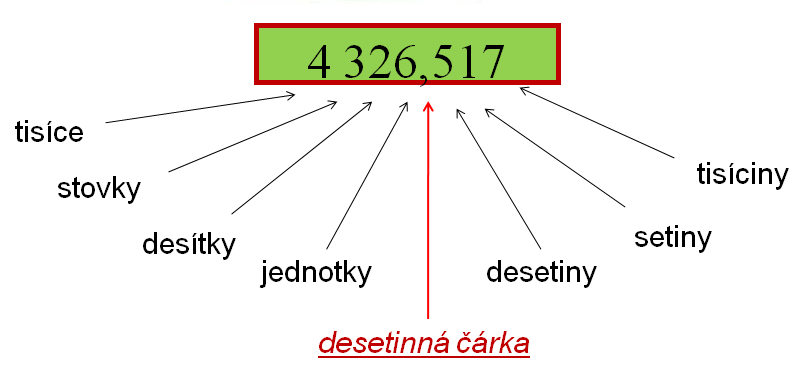 4 326,517
tisíce
stovky
desítky
jednotky
desetinná čárka
desetiny
setiny
tisíciny